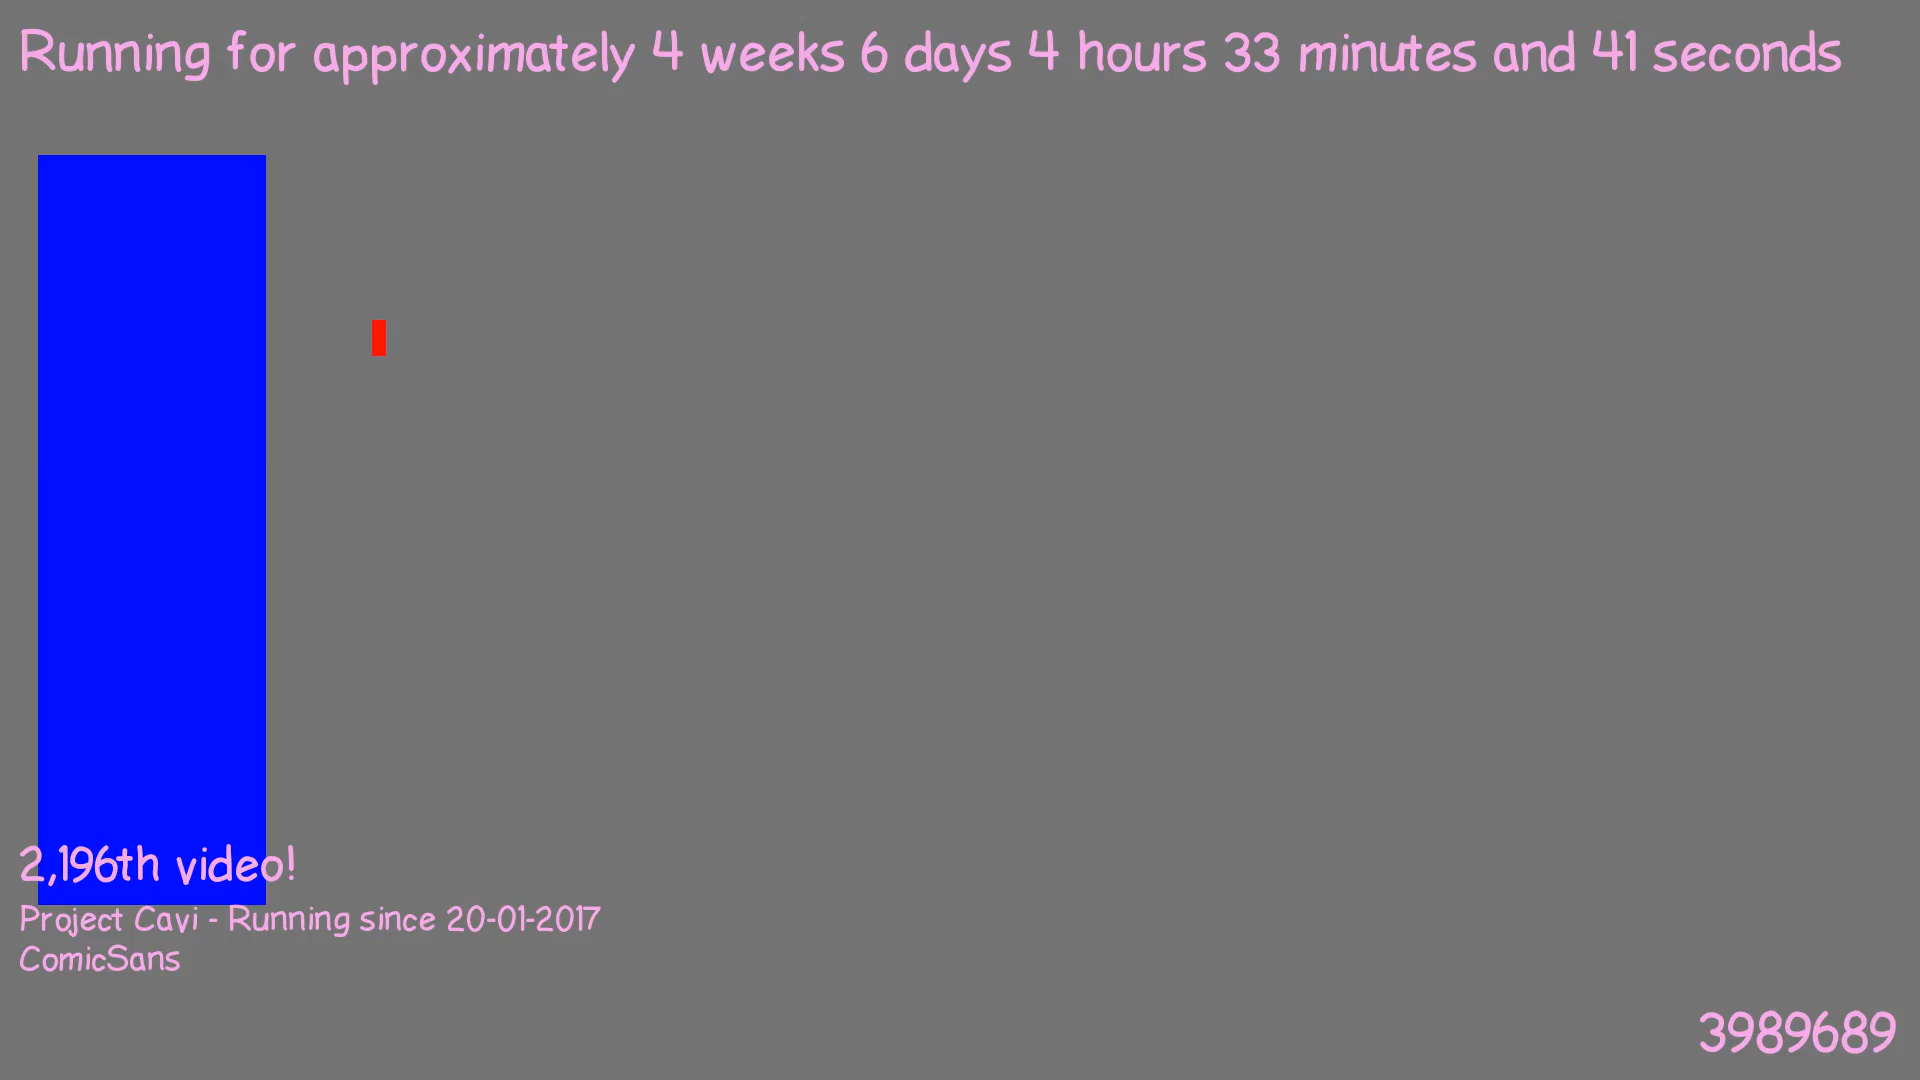 Running for approximately 4 weeks 6 days 4 hours 33 minutes and 41 seconds
2,196th video!
Project Cavi - Running since 20-01-2017
ComicSans
3989689